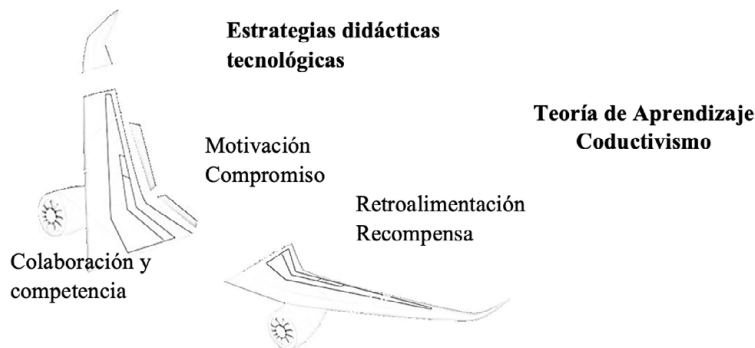 Estrategias didácticas
tecnológicas
Teoría de Aprendizaje
Coductivismo
Motivación
Compromiso
Retroalimentación
Recompensa
Colaboración y
competencia